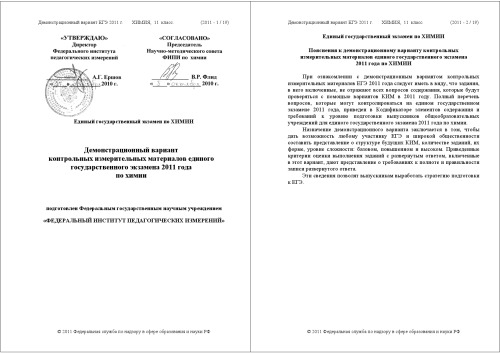 Демонстрационный вариант ЕГЭ 2011 г. ХИМИЯ, 11 класс (2011 - 1 / 19)
«УТВЕРЖДАЮ»
Директор
Федерального института
педагогических измерений
«СОГЛАСОВАНО»
Председатель
Научно-методического совета
ФИПИ по химии
А.Г. Ершов
2010 г.
В.Р. Флид
2010 г.
Единый государственный экзамен по ХИМИИ
Демонстрационный вариант
контрольных измерительных материалов единого
государственного экзамена 2011 года
по химии
подготовлен Федеральным государственным научным учреждением
«ФЕДЕРАЛЬНЫЙ ИНСТИТУТ ПЕДАГОГИЧЕСКИХ ИЗМЕРЕНИЙ»
© 2011 Федеральная служба по надзору в сфере образования и науки РФ
Демонстрационный вариант ЕГЭ 2011 г. ХИМИЯ, 11 класс (2011 - 2 / 19)
Единый государственный экзамен по ХИМИИ
Пояснения к демонстрационному варианту контрольных
измерительных материалов единого государственного экзамена
2011 года по ХИМИИ
При ознакомлении с демонстрационным вариантом контрольных
измерительных материалов ЕГЭ 2011 года следует иметь в виду, что задания,
в него включенные, не отражают всех вопросов содержания, которые будут
проверяться с помощью вариантов КИМ в 2011 году. Полный перечень
вопросов, которые могут контролироваться на едином государственном
экзамене 2011 года, приведен в Кодификаторе элементов содержания и
требований к уровню подготовки выпускников общеобразовательных
учреждений для единого государственного экзамена 2011 года по химии.
Назначение демонстрационного варианта заключается в том, чтобы
дать возможность любому участнику ЕГЭ и широкой общественности
составить представление о структуре будущих КИМ, количестве заданий, их
форме, уровне сложности: базовом, повышенном и высоком. Приведенные
критерии оценки выполнения заданий с развернутым ответом, включенные
в этот вариант, дают представление о требованиях к полноте и правильности
записи развернутого ответа.
Эти сведения позволят выпускникам выработать стратегию подготовки
к ЕГЭ.
© 2011 Федеральная служба по надзору в сфере образования и науки РФ